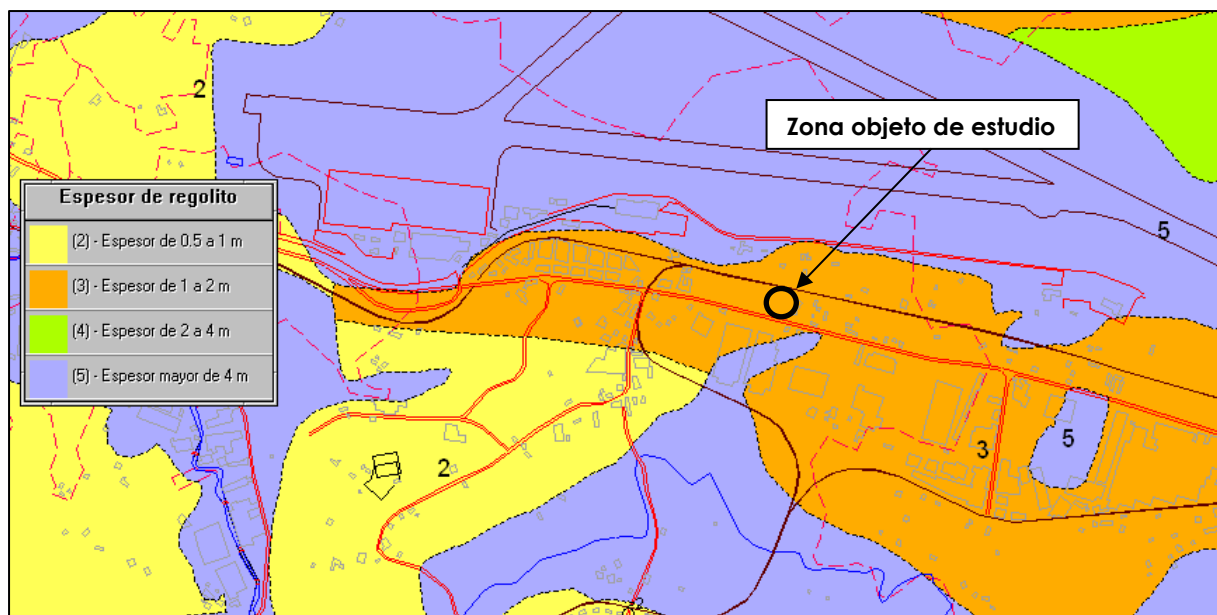 2
Zona objeto de estudio
Espesor de regolito
(2) - Espesor de 0.5 a 1 m
(3) - Espesor de 1 a 2 m
(4) - Espesor de 2 a 4 m
(5) - Espesor mayor de 4 m
5
2
3
5
2